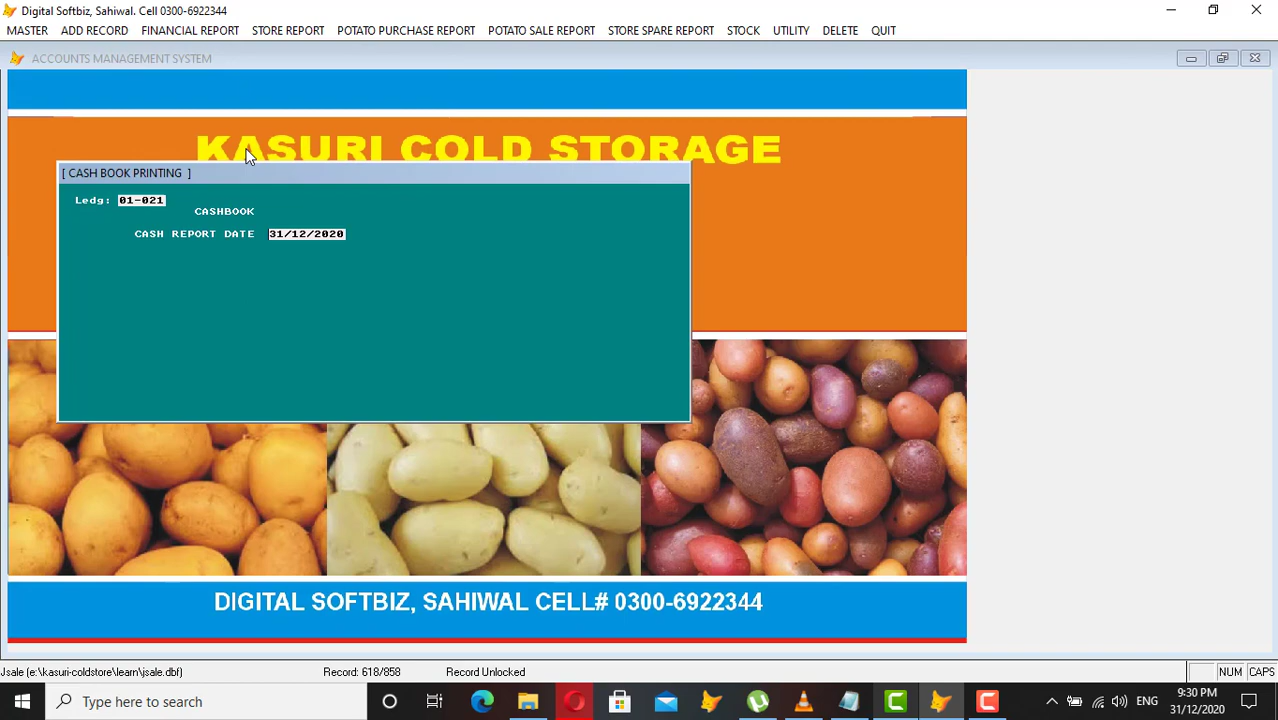 Digital Softbiz, Sahiwal. Cell 0300-6922344
MASTER ADD RECORD FINANCIAL REPORT STORE REPORT POTATO PURCHASE REPORT POTATO SALE REPORT STORE SPARE REPORT STOCK UTILITY DELETE QUIT
ACCOUNTS MANAGEMENT SYSTEM
KASURI COLD STORAGE
[ CASH BOOK PRINTING ]
Ledg: 01-021
CASHBOOK
CASH REPORT DATE 31/12/2020
DIGITAL SOFTBIZ, SAHIWAL CELL# 0300-6922344
Jsale (e:\kasuri-coldstore\learn\jsale.dbf) Record: 618/858 Record Unlocked NUM CAPS
Type here to search
ENG
9:30 PM
31/12/2020